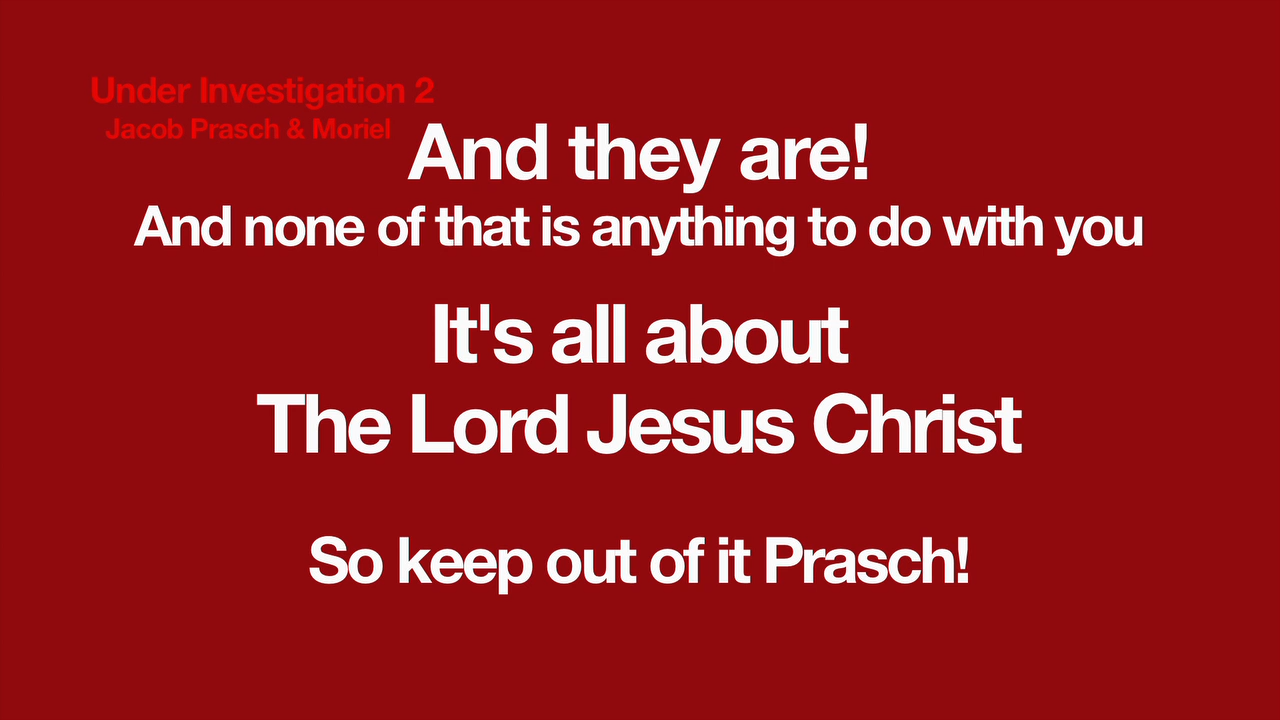 Under Investigation 2
Jacob Prasch & Moriel
And they are!
And none of that is anything to do with you
It's all about
The Lord Jesus Christ
So keep out of it Prasch!